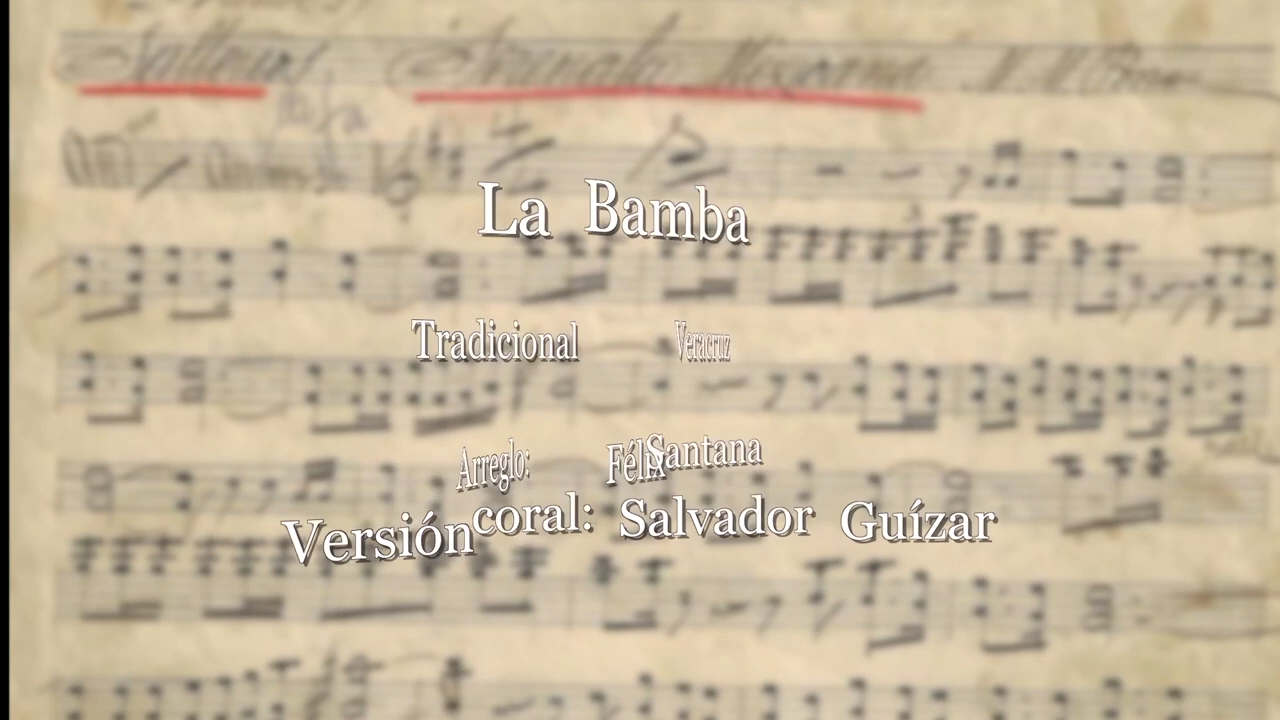 La Bamba
Tradicional Veracruz
Arreglo: Félix Santana
Versión coral: Salvador Guízar